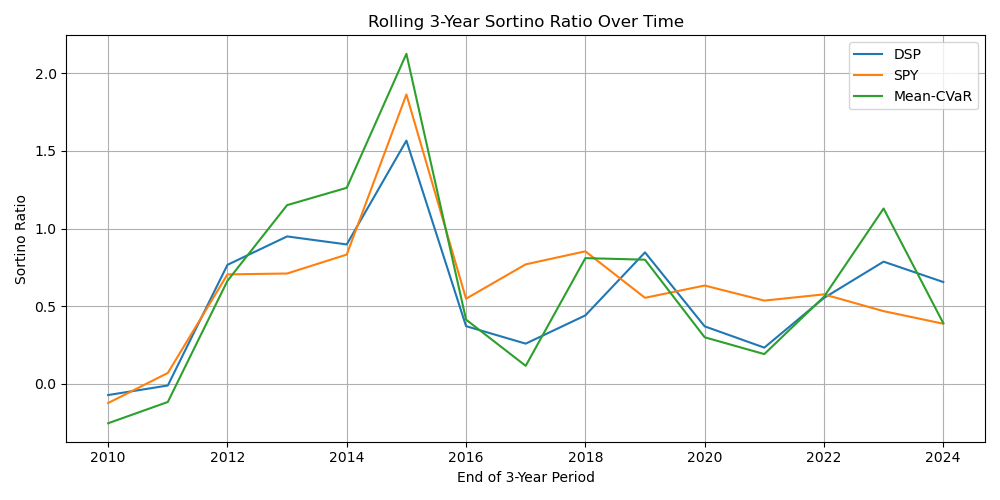 Rolling 3-Year Sortino Ratio Over Time
DSP
SPY
Mean-CVaR
Sortino Ratio
2.0
1.5
1.0
0.5
0.0
2010 2012 2014 2016 2018 2020 2022 2024
End of 3-Year Period